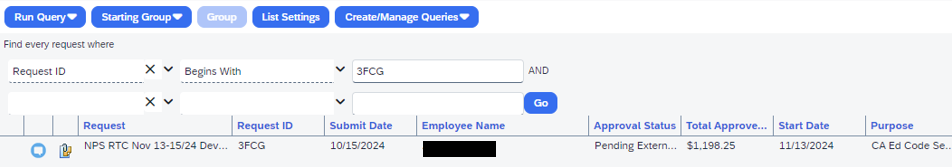 Run Query Starting Group Group List Settings Create/Manage Queries
Find every request where
Request ID Begins With 3FCG AND
Go
Request Request ID Submit Date Employee Name Approval Status Total Approve... Start Date Purpose
NPS RTC Nov 13-15/24 Dev... 3FCG 10/15/2024 Pending Extern... $1,198.25 11/13/2024 CA Ed Code Se...